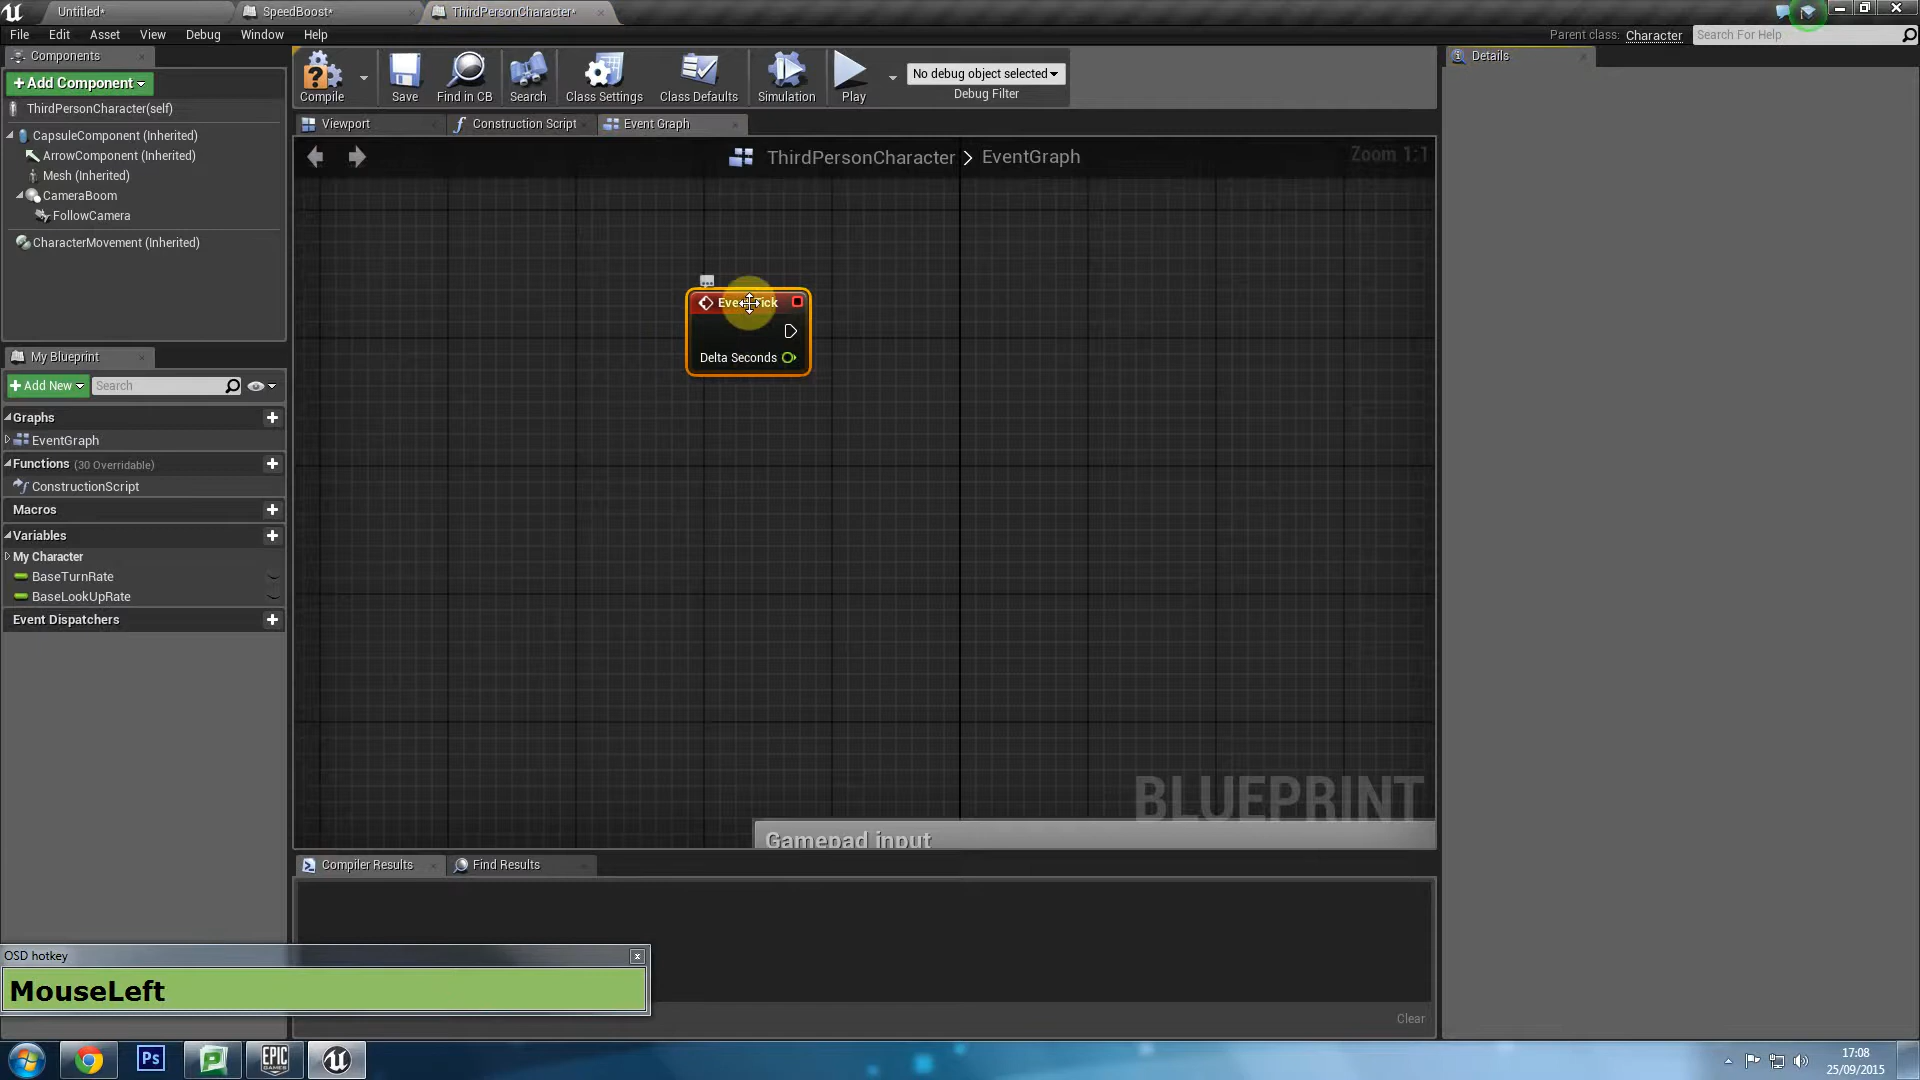 Untitled*
SpeedBoost*
ThirdPersonCharacter*
File Edit Asset View Debug Window Help
Parent class: Character Search For Help
Components
Add Component
ThirdPersonCharacter(self)
CapsuleComponent (Inherited)
ArrowComponent (Inherited)
Mesh (Inherited)
CameraBoom
FollowCamera
CharacterMovement (Inherited)
My Blueprint
+ Add New Search
Graphs
EventGraph
Functions (30 Overridable)
ConstructionScript
Macros
Variables
My Character
BaseTurnRate
BaseLookUpRate
Event Dispatchers
Compile Save Find in CB Search Class Settings Class Defaults Simulation Play
No debug object selected
Debug Filter
Viewport Construction Script Event Graph
ThirdPersonCharacter > EventGraph
Zoom 1:1
Delta Seconds
BLUEPRINT
Gamepad input
Compiler Results Find Results
Clear
Details
OSD hotkey
MouseLeft
Ps
EPIC
GAMES
17:08
25/09/2015